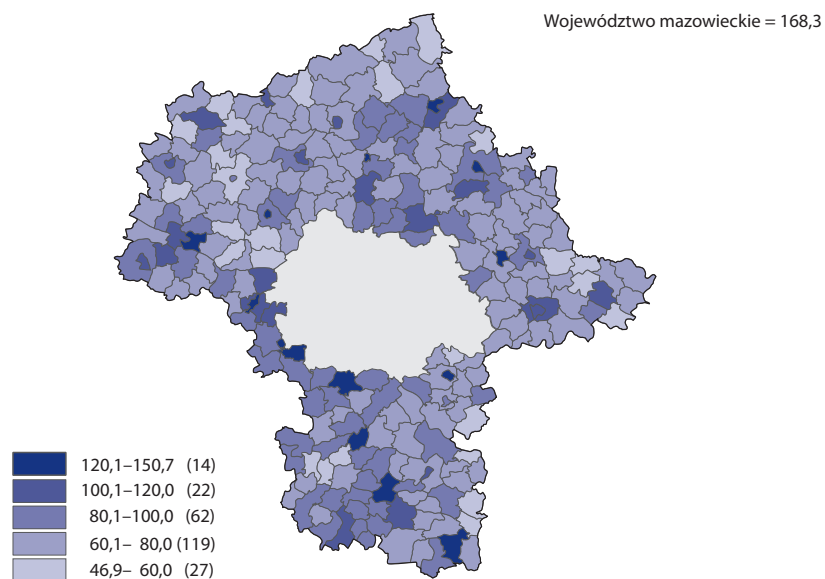 Województwo mazowieckie = 168,3
120,1–150,7 (14)
100,1–120,0 (22)
80,1–100,0 (62)
60,1– 80,0 (119)
46,9– 60,0 (27)